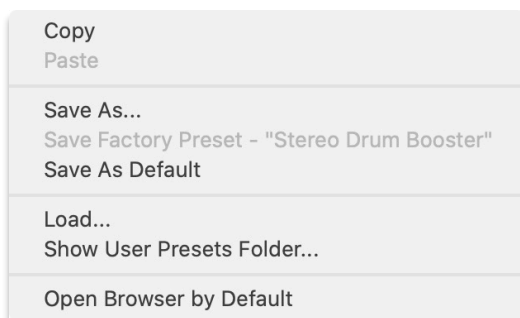 Copy
Paste
Save As...
Save Factory Preset - "Stereo Drum Booster"
Save As Default
Load...
Show User Presets Folder...
Open Browser by Default